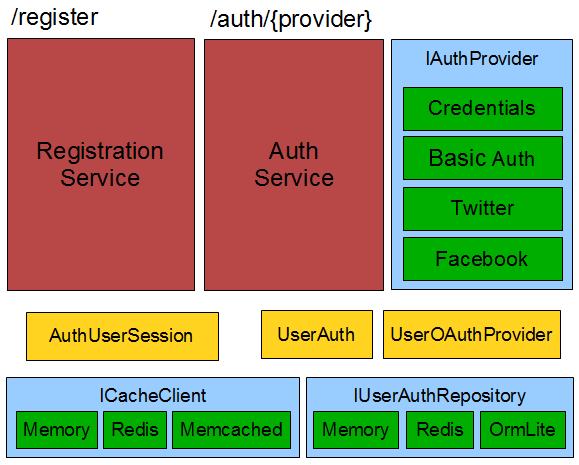 /register
/auth/{provider}
Registration
Service
Auth
Service
IAuthProvider
Credentials
Basic Auth
Twitter
Facebook
AuthUserSession
UserAuth
UserOAuthProvider
ICacheClient
Memory
Redis
Memcached
IUserAuthRepository
Memory
Redis
OrmLite